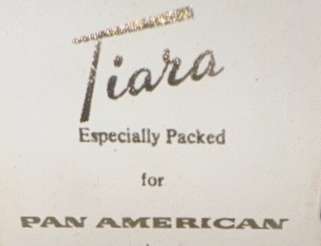 Tiara
Especially Packed
for
PAN AMERICAN